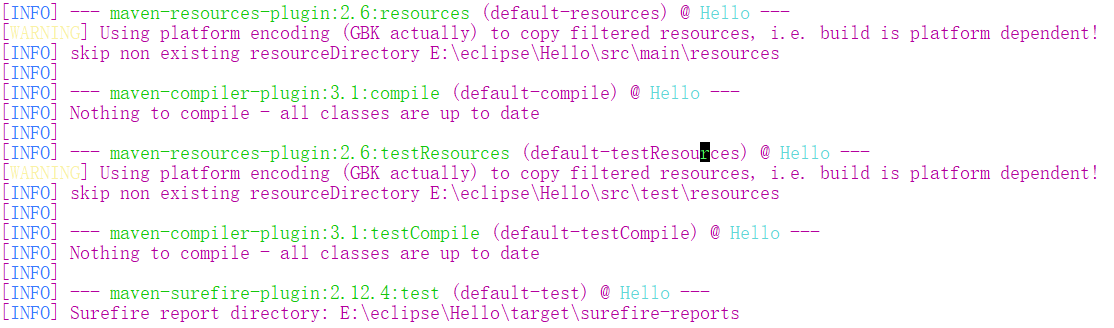 [INFO] --- maven-resources-plugin:2.6:resources (default-resources) @ Hello ---
[WARNING] Using platform encoding (GBK actually) to copy filtered resources, i.e. build is platform dependent!
[INFO] skip non existing resourceDirectory E:\eclipse\Hello\src\main\resources
[INFO]
[INFO] --- maven-compiler-plugin:3.1:compile (default-compile) @ Hello ---
[INFO] Nothing to compile - all classes are up to date
[INFO]
[INFO] --- maven-resources-plugin:2.6:testResources (default-testResources) @ Hello ---
[WARNING] Using platform encoding (GBK actually) to copy filtered resources, i.e. build is platform dependent!
[INFO] skip non existing resourceDirectory E:\eclipse\Hello\src\test\resources
[INFO]
[INFO] --- maven-compiler-plugin:3.1:testCompile (default-testCompile) @ Hello ---
[INFO] Nothing to compile - all classes are up to date
[INFO]
[INFO] --- maven-surefire-plugin:2.12.4:test (default-test) @ Hello ---
[INFO] Surefire report directory: E:\eclipse\Hello\target\surefire-reports